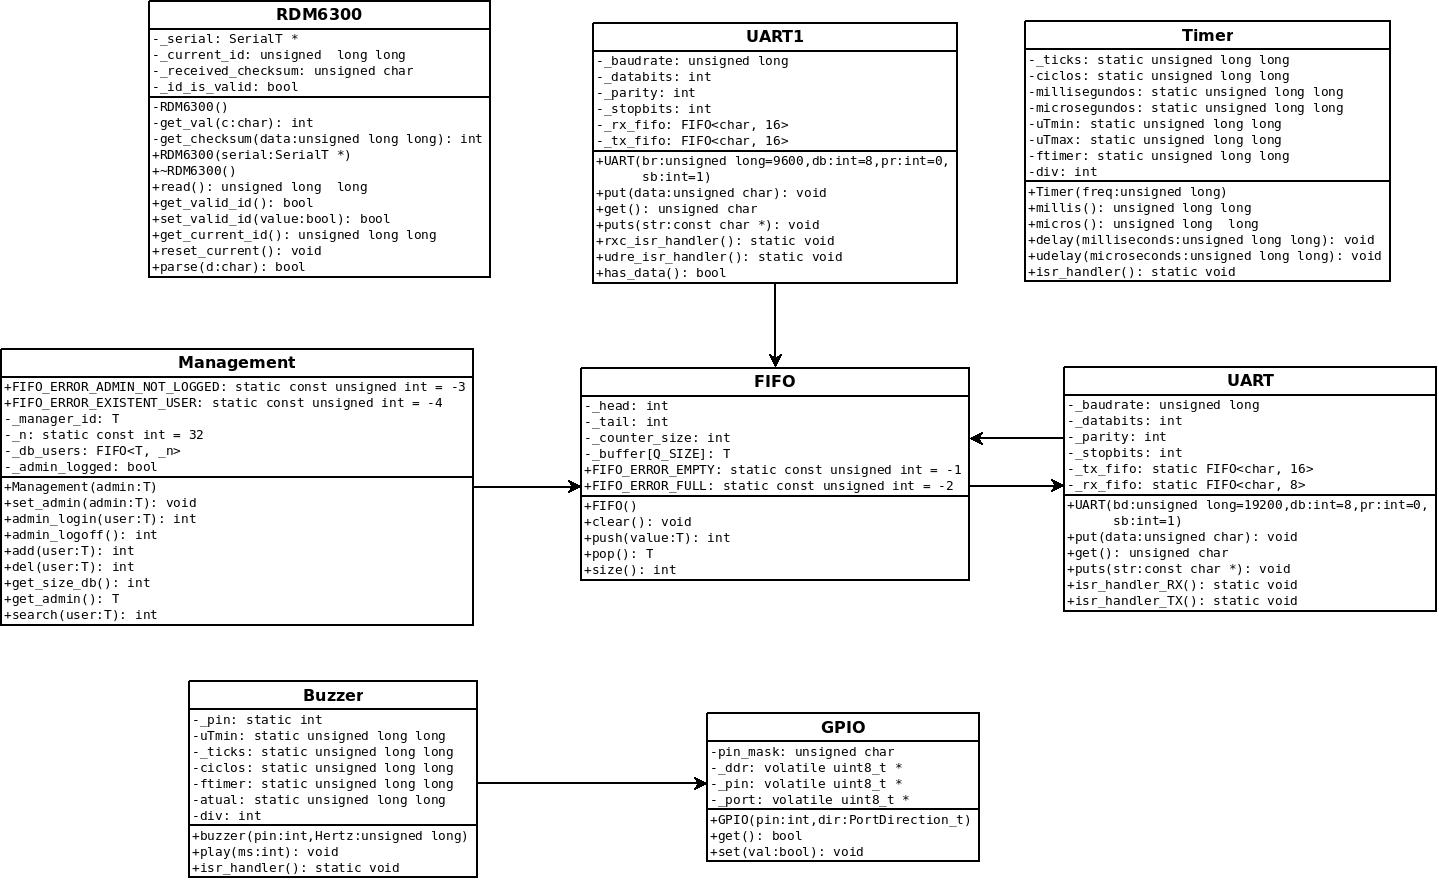 RDM6300
-_serial: SerialT *
-_current_id: unsigned  long long
-_received_checksum: unsigned char
-_id_is_valid: bool
-RDM6300()
-get_val(c:char): int
-get_checksum(data:unsigned long long): int
+RDM6300(serial:SerialT *)
+~RDM6300()
+read(): unsigned long  long
+get_valid_id(): bool
+set_valid_id(value:bool): bool
+get_current_id(): unsigned long long
+reset_current(): void
+parse(d:char): bool
UART1
-_baudrate: unsigned long
-_databits: int
-_parity: int
-_stopbits: int
-_rx_fifo: FIFO<char, 16>
-_tx_fifo: FIFO<char, 16>
+UART(br:unsigned long=9600,db:int=8,pr:int=0,
sb:int=1)
+put(data:unsigned char): void
+get(): unsigned char
+puts(str:const char *): void
+rxc_isr_handler(): static void
+udre_isr_handler(): static void
+has_data(): bool
Timer
-_ticks: static unsigned long long
-ciclos: static unsigned long long
-millisegundos: static unsigned long long
-microsegundos: static unsigned long long
-uTmin: static unsigned long long
-uTmax: static unsigned long long
-ftimer: static unsigned long long
-div: int
+Timer(freq:unsigned long)
+millis(): unsigned long long
+micros(): unsigned long  long
+delay(milliseconds:unsigned long long): void
+udelay(microseconds:unsigned long long): void
+isr_handler(): static void
Management
+FIFO_ERROR_ADMIN_NOT_LOGGED: static const unsigned int = -3
+FIFO_ERROR_EXISTENT_USER: static const unsigned int = -4
-_manager_id: T
-_n: static const int = 32
-_db_users: FIFO<T, _n>
-_admin_logged: bool
+Management(admin:T)
+set_admin(admin:T): void
+admin_login(user:T): int
+admin_logoff(): int
+add(user:T): int
+del(user:T): int
+get_size_db(): int
+get_admin(): T
+search(user:T): int
FIFO
-_head: int
-_tail: int
-_counter_size: int
-_buffer[Q_SIZE]: T
+FIFO_ERROR_EMPTY: static const unsigned int = -1
+FIFO_ERROR_FULL: static const unsigned int = -2
+FIFO()
+clear(): void
+push(value:T): int
+pop(): T
+size(): int
UART
-_baudrate: unsigned long
-_databits: int
-_parity: int
-_stopbits: int
-_tx_fifo: static FIFO<char, 16>
-_rx_fifo: static FIFO<char, 8>
+UART(bd:unsigned long=19200,db:int=8,pr:int=0,
sb:int=1)
+put(data:unsigned char): void
+get(): unsigned char
+puts(str:const char *): void
+isr_handler_RX(): static void
+isr_handler_TX(): static void
Buzzer
-_pin: static int
-uTmin: static unsigned long long
-_ticks: static unsigned long long
-ciclos: static unsigned long long
-ftimer: static unsigned long long
-atual: static unsigned long long
-div: int
+buzzer(pin:int,Hertz:unsigned long)
+play(ms:int): void
+isr_handler(): static void
GPIO
-pin_mask: unsigned char
-_ddr: volatile uint8_t *
-_pin: volatile uint8_t *
-_port: volatile uint8_t *
+GPIO(pin:int,dir:PortDirection_t)
+get(): bool
+set(val:bool): void